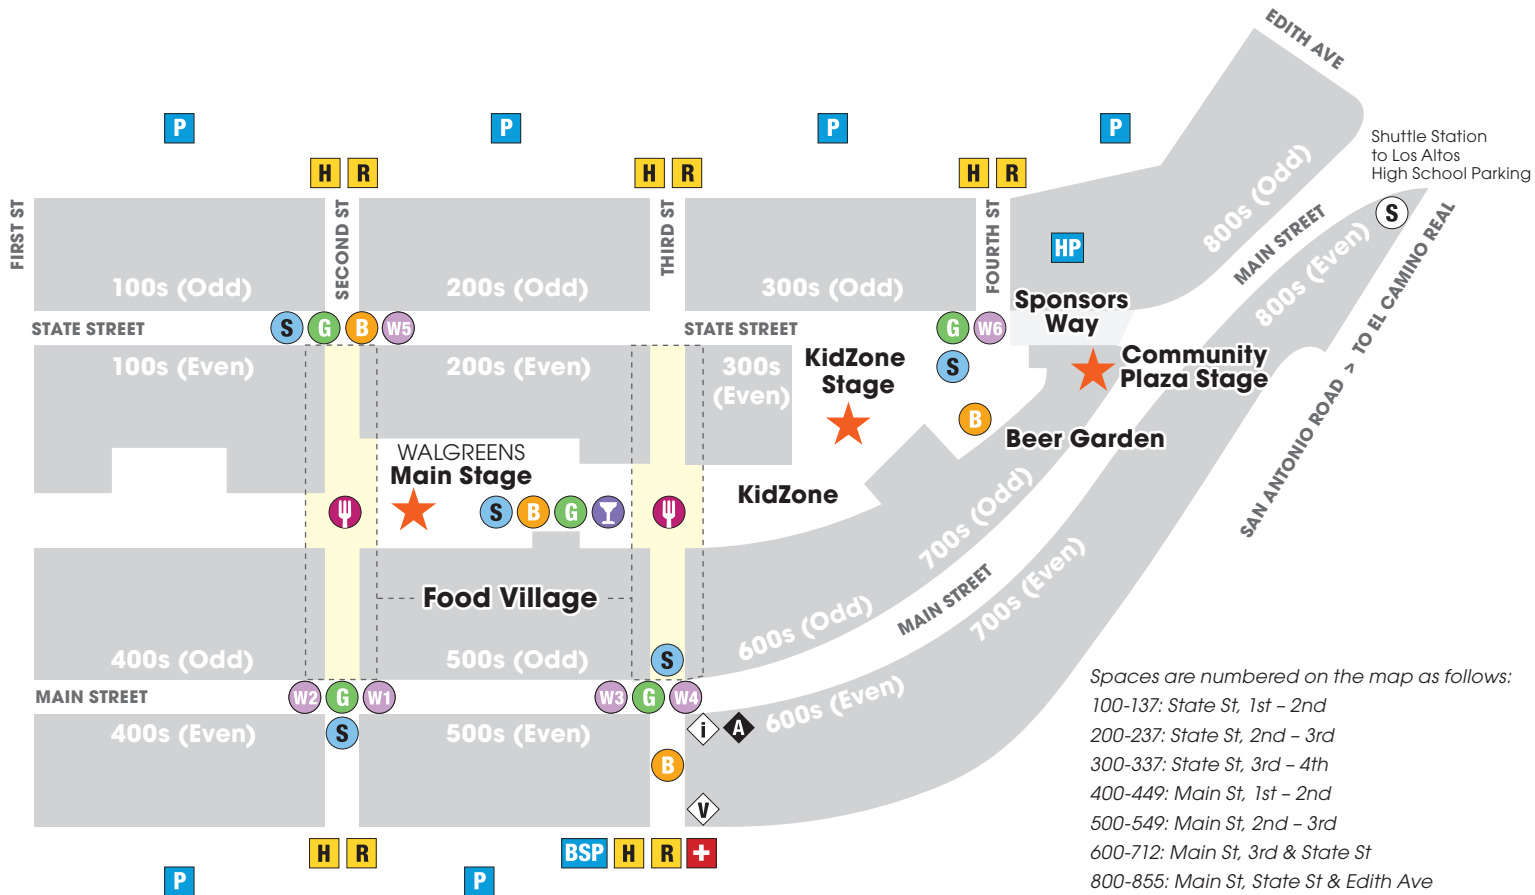 EDITH AVE
P
P
P
P
Shuttle Station
to Los Altos
High School Parking
S
H R
H R
H R
FIRST ST
SECOND ST
THIRD ST
FOURTH ST
HP
800s (Odd)
MAIN STREET
800s (Even)
SAN ANTONIO ROAD > TO EL CAMINO REAL
100s (Odd)
200s (Odd)
300s (Odd)
Sponsors
Way
STATE STREET
S G B W5
STATE STREET
G W6
100s (Even)
200s (Even)
300s
(Even)
KidZone
Stage
S
Community
Plaza Stage
B
Beer Garden
WALGREENS
Main Stage
S B G
KidZone
700s (Odd)
MAIN STREET
700s (Even)
Food Village
600s (Odd)
400s (Odd)
500s (Odd)
S
MAIN STREET
W2 G W1
W3 G W4
600s (Even)
400s (Even)
S
500s (Even)
i A
B
V
H R
BSP H R
P
P
Spaces are numbered on the map as follows:
100-137: State St, 1st – 2nd
200-237: State St, 2nd – 3rd
300-337: State St, 3rd – 4th
400-449: Main St, 1st – 2nd
500-549: Main St, 2nd – 3rd
600-712: Main St, 3rd & State St
800-855: Main St, State St & Edith Ave